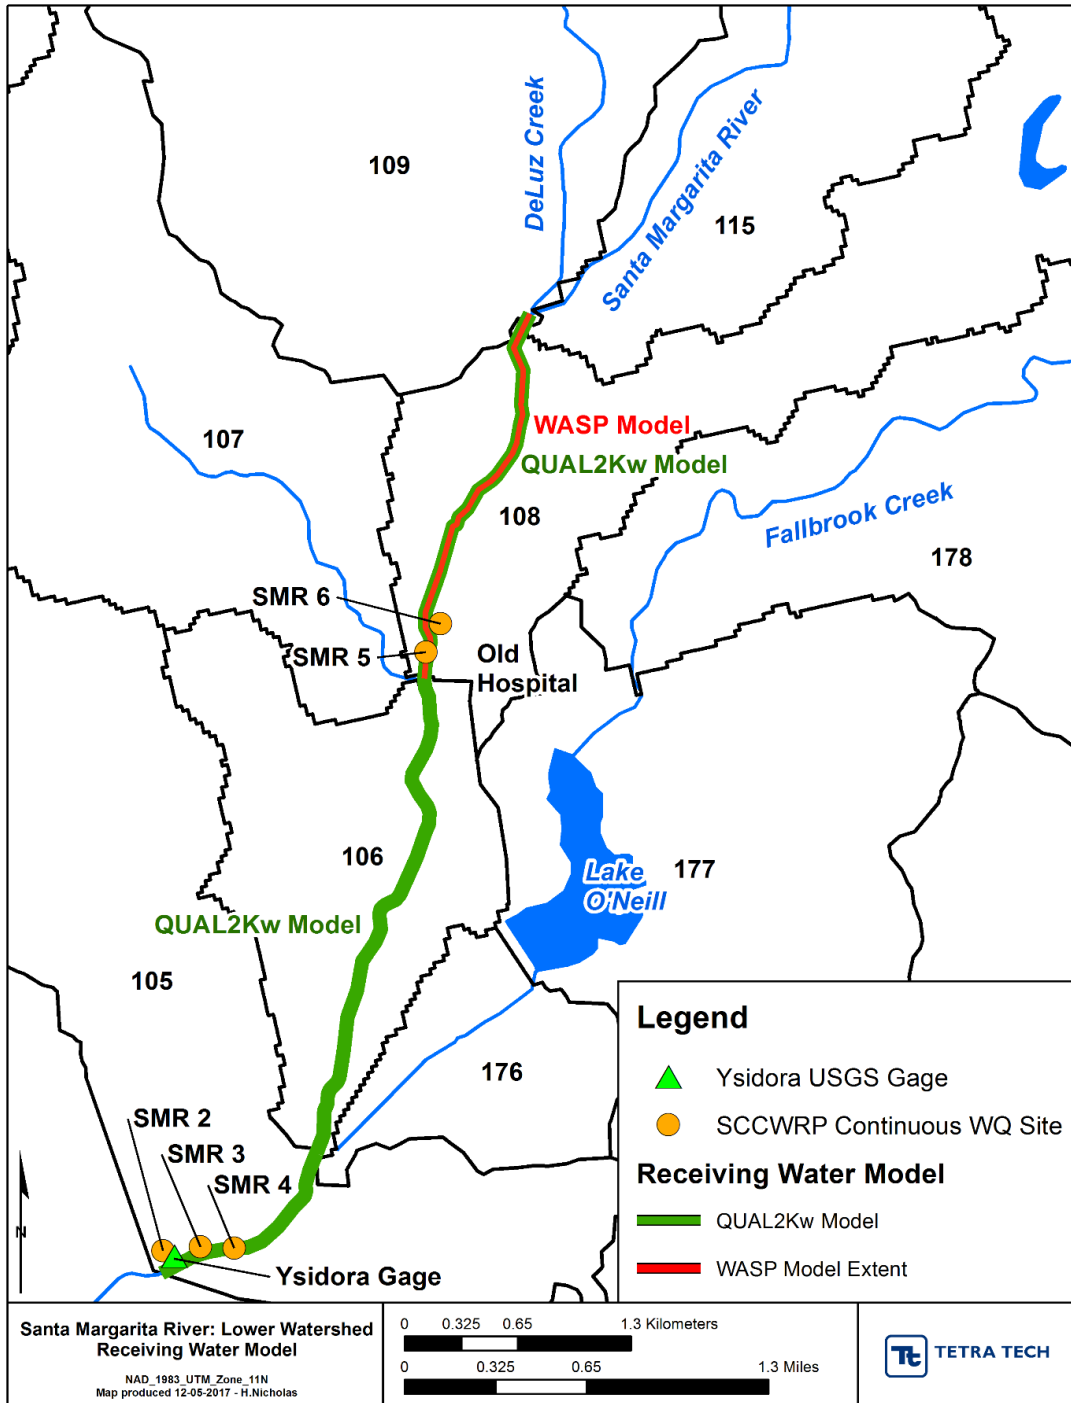 109
DeLuz Creek
Santa Margarita River
115
107
WASP Model
QUAL2Kw Model
108
Fallbrook Creek
178
SMR 6
SMR 5
Old
Hospital
106
Lake
O'Neill
177
QUAL2Kw Model
105
176
SMR 2
SMR 3
SMR 4
Ysidora Gage
N
Legend
Ysidora USGS Gage
SCCWRP Continuous WQ Site
Receiving Water Model
QUAL2Kw Model
WASP Model Extent
Santa Margarita River: Lower Watershed
Receiving Water Model
NAD_1983_UTM_Zone_11N
Map produced 12-05-2017 - H.Nicholas
0 0.325 0.65 1.3 Kilometers
0 0.325 0.65 1.3 Miles
Tt TETRA TECH